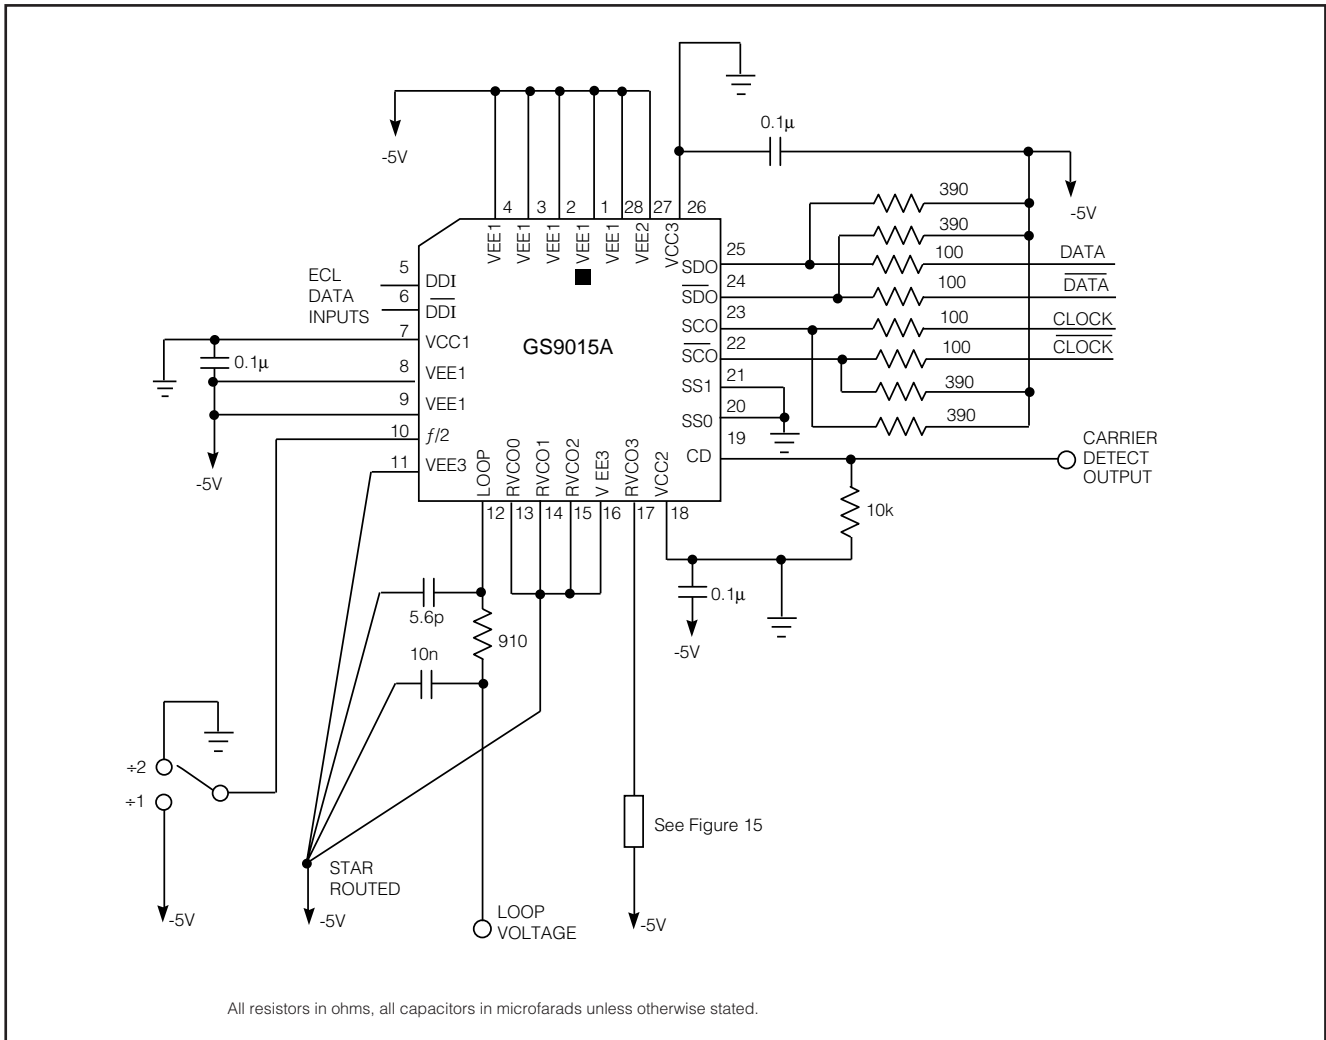 0.1µ
-5V
-5V
4 3 2 1 28 27 26
VEE1 VEE1 VEE1 VEE1 VEE1 VEE2 VCC3
390
390
100 DATA
100 DATA
100 CLOCK
100 CLOCK
390
390
25 SDO
24 SDO
23 SCO
22 SCO
21 SS1
20 SS0
19 CD
ECL
DATA
INPUTS
5 DDI
6 DDI
7 VCC1
0.1µ
8 VEE1
9 VEE1
10 ƒ/2
11 VEE3
-5V
GS9015A
CARRIER
DETECT
OUTPUT
10k
LOOP RVCO0 RVCO1 RVCO2 V EE3 RVCO3 VCC2
12 13 14 15 16 17 18
0.1µ
-5V
5.6p
910
10n
÷2
÷1
-5V
STAR
ROUTED
-5V
LOOP
VOLTAGE
See Figure 15
-5V
All resistors in ohms, all capacitors in microfarads unless otherwise stated.